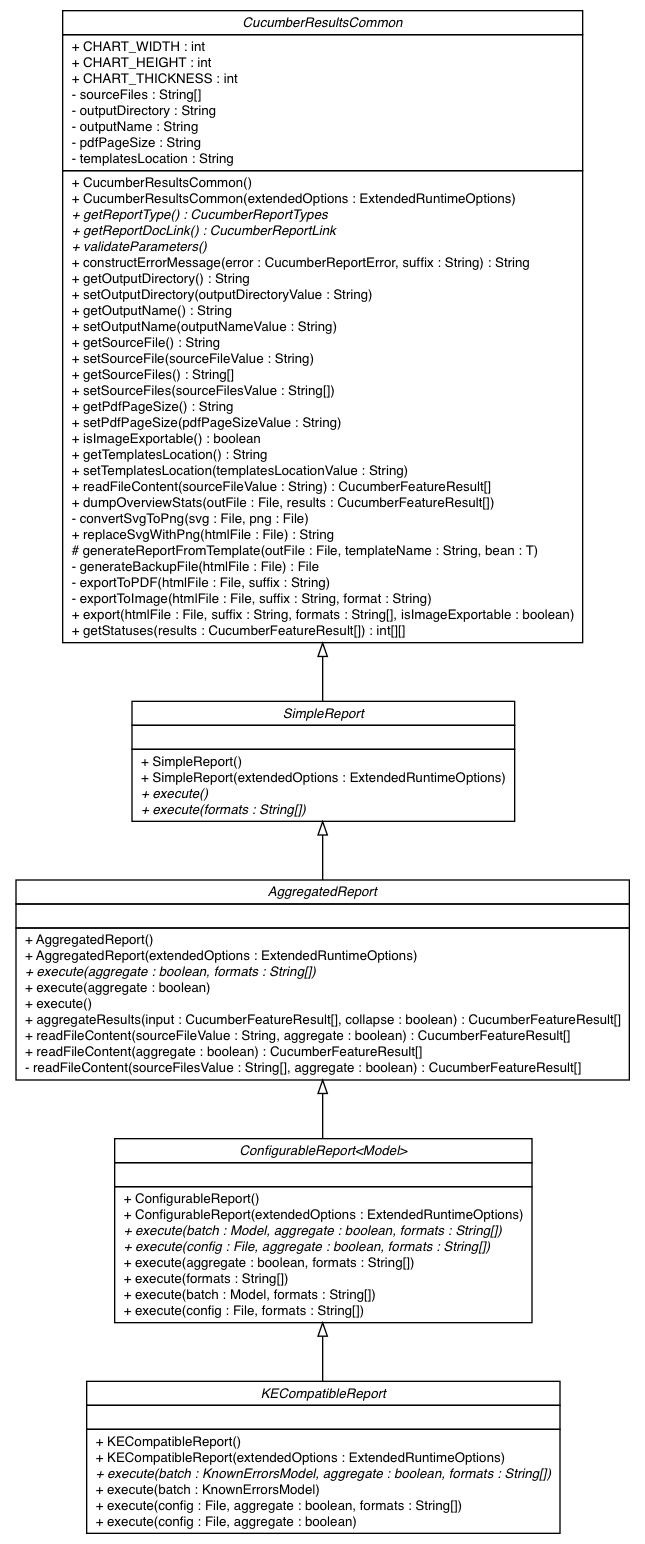 CucumberResultsCommon
+ CHART_WIDTH : int
+ CHART_HEIGHT : int
+ CHART_THICKNESS : int
- sourceFiles : String[]
- outputDirectory : String
- outputName : String
- pdfPageSize : String
- templatesLocation : String
+ CucumberResultsCommon()
+ CucumberResultsCommon(extendedOptions : ExtendedRuntimeOptions)
+ getReportType() : CucumberReportTypes
+ getReportDocLink() : CucumberReportLink
+ validateParameters()
+ constructErrorMessage(error : CucumberReportError, suffix : String) : String
+ getOutputDirectory() : String
+ setOutputDirectory(outputDirectoryValue : String)
+ getOutputName() : String
+ setOutputName(outputNameValue : String)
+ getSourceFile() : String
+ setSourceFile(sourceFileValue : String)
+ getSourceFiles() : String[]
+ setSourceFiles(sourceFilesValue : String[])
+ getPdfPageSize() : String
+ setPdfPageSize(pdfPageSizeValue : String)
+ isImageExportable() : boolean
+ getTemplatesLocation() : String
+ setTemplatesLocation(templatesLocationValue : String)
+ readFileContent(sourceFileValue : String) : CucumberFeatureResult[]
+ dumpOverviewStats(outFile : File, results : CucumberFeatureResult[])
- convertSvgToPng(svg : File, png : File)
+ replaceSvgWithPng(htmlFile : File) : String
# generateReportFromTemplate(outFile : File, templateName : String, bean : T)
- generateBackupFile(htmlFile : File) : File
- exportToPDF(htmlFile : File, suffix : String)
- exportToImage(htmlFile : File, suffix : String, format : String)
+ export(htmlFile : File, suffix : String, formats : String[], isImageExportable : boolean)
+ getStatuses(results : CucumberFeatureResult[]) : int[][]
SimpleReport
+ SimpleReport()
+ SimpleReport(extendedOptions : ExtendedRuntimeOptions)
+ execute()
+ execute(formats : String[])
AggregatedReport
+ AggregatedReport()
+ AggregatedReport(extendedOptions : ExtendedRuntimeOptions)
+ execute(aggregate : boolean, formats : String[])
+ execute(aggregate : boolean)
+ execute()
+ aggregateResults(input : CucumberFeatureResult[], collapse : boolean) : CucumberFeatureResult[]
+ readFileContent(sourceFileValue : String, aggregate : boolean) : CucumberFeatureResult[]
+ readFileContent(aggregate : boolean) : CucumberFeatureResult[]
- readFileContent(sourceFilesValue : String[], aggregate : boolean) : CucumberFeatureResult[]
ConfigurableReport<Model>
+ ConfigurableReport()
+ ConfigurableReport(extendedOptions : ExtendedRuntimeOptions)
+ execute(batch : Model, aggregate : boolean, formats : String[])
+ execute(config : File, aggregate : boolean, formats : String[])
+ execute(aggregate : boolean, formats : String[])
+ execute(formats : String[])
+ execute(batch : Model, formats : String[])
+ execute(config : File, formats : String[])
KECompatibleReport
+ KECompatibleReport()
+ KECompatibleReport(extendedOptions : ExtendedRuntimeOptions)
+ execute(batch : KnownErrorsModel, aggregate : boolean, formats : String[])
+ execute(batch : KnownErrorsModel)
+ execute(config : File, aggregate : boolean, formats : String[])
+ execute(config : File, aggregate : boolean)